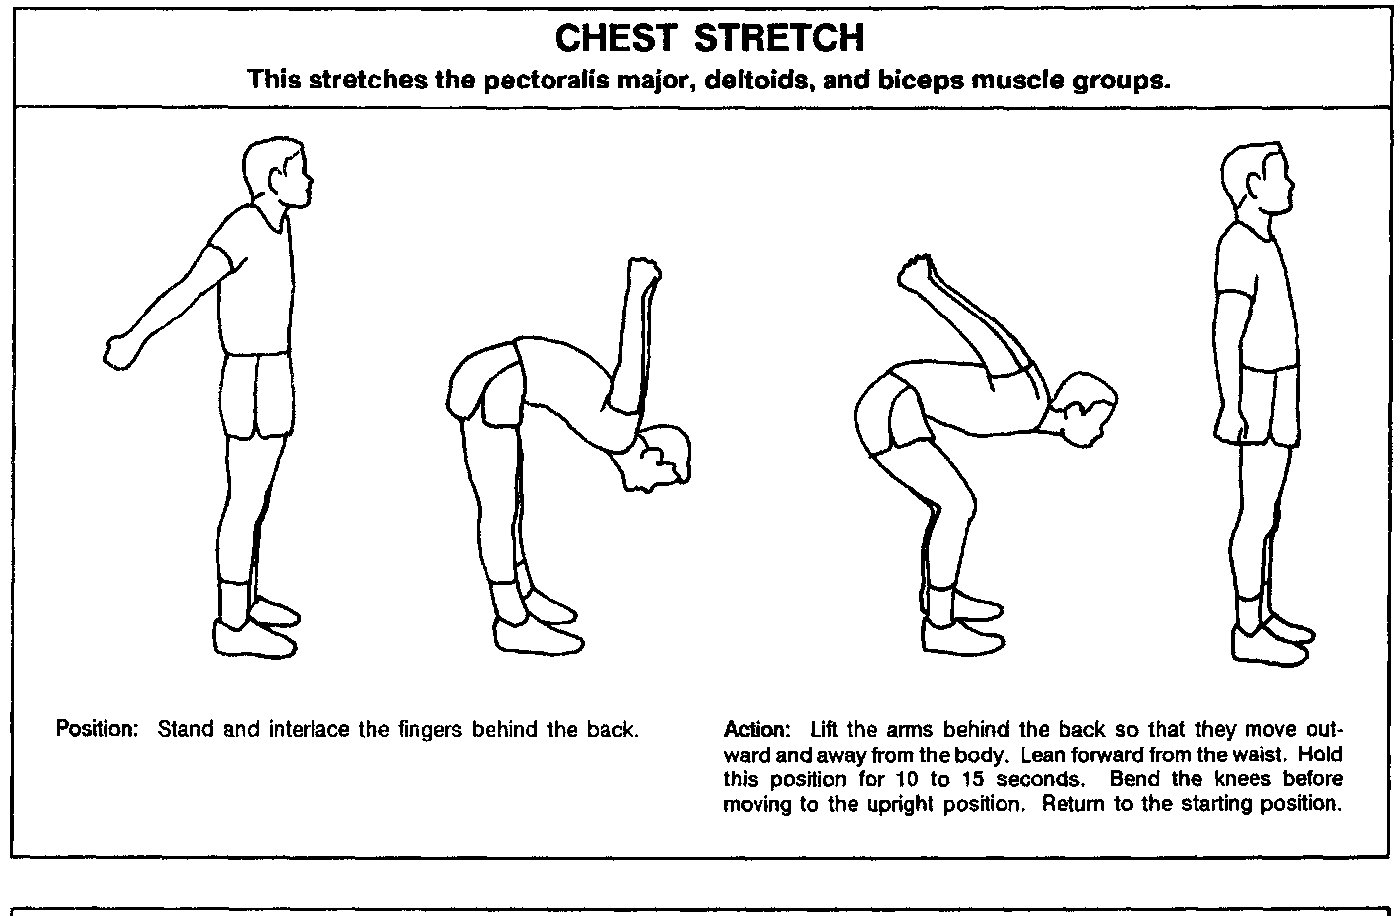 CHEST STRETCH
This stretches the pectoralis major, deltoids, and biceps muscle groups.
Position: Stand and interlace the fingers behind the back.
Action: Lift the arms behind the back so that they move out-
ward and away from the body. Lean forward from the waist. Hold
this position for 10 to 15 seconds. Bend the knees before
moving to the upright position. Return to the starting position.